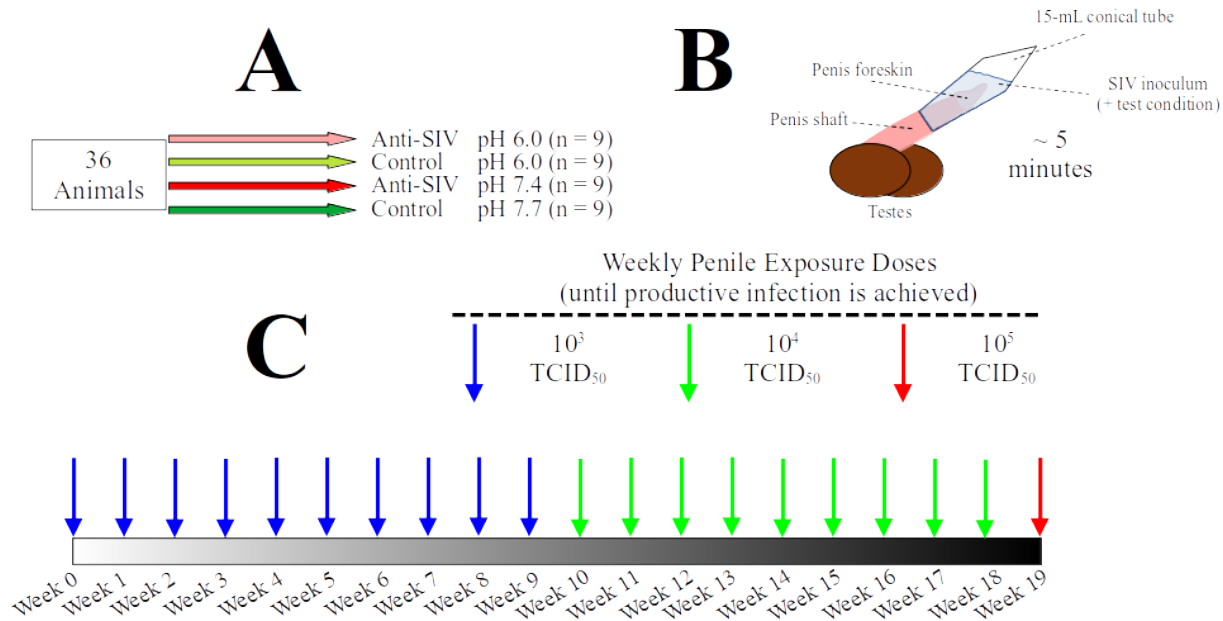 A
36
Animals
Anti-SIV pH 6.0 (n = 9)
Control pH 6.0 (n = 9)
Anti-SIV pH 7.4 (n = 9)
Control pH 7.7 (n = 9)
B
15-mL conical tube
Penis foreskin
SIV inoculum
(+ test condition)
Penis shaft
~ 5
minutes
Testes
C
Weekly Penile Exposure Doses
(until productive infection is achieved)
10³
TCID₅₀
10⁴
TCID₅₀
10⁵
TCID₅₀
Week 0
Week 1
Week 2
Week 3
Week 4
Week 5
Week 6
Week 7
Week 8
Week 9
Week 10
Week 11
Week 12
Week 13
Week 14
Week 15
Week 16
Week 17
Week 18
Week 19